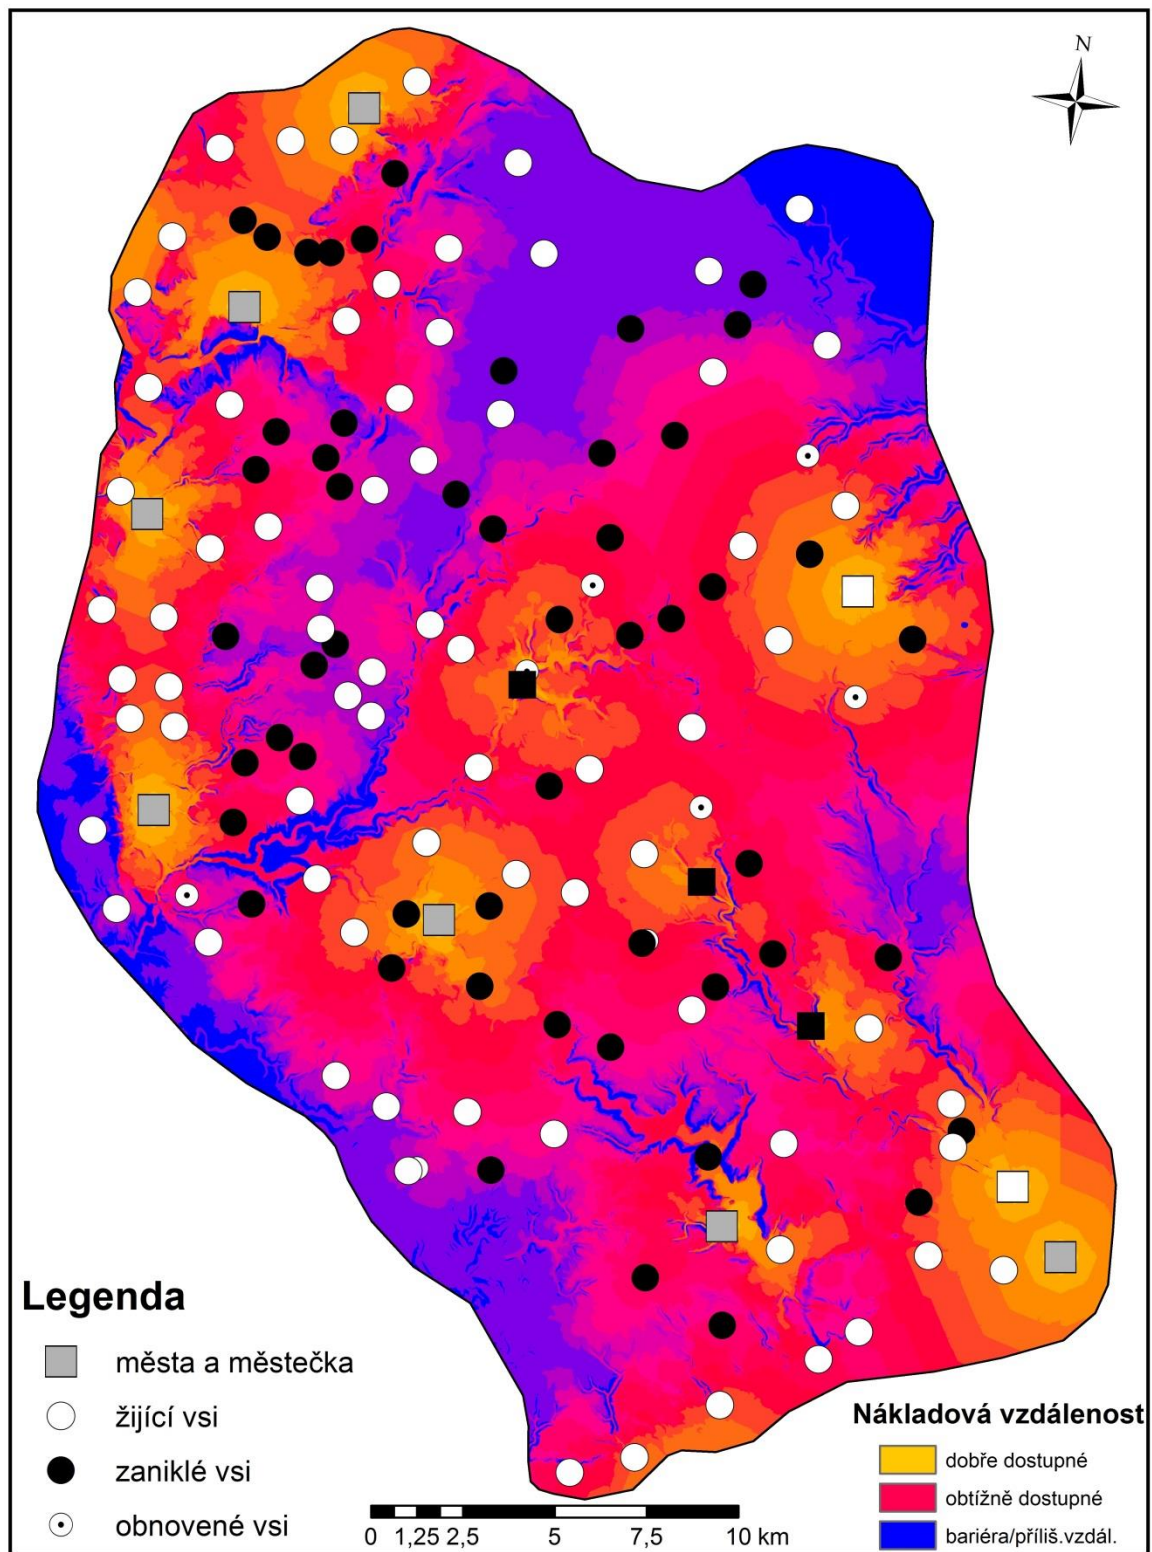 N
Legenda
města a městečka
žijící vsi
zaniklé vsi
obnovené vsi
0 1,25 2,5 5 7,5 10 km
Nákladová vzdálenost
dobře dostupné
obtížně dostupné
bariéra/příliš.vzdál.